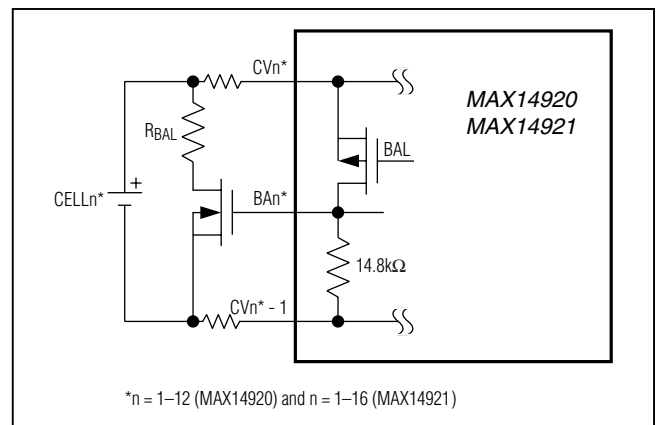 CVn*
MAX14920
MAX14921
RBAL
BAL
CELLn*
+
BAn*
14.8kΩ
CVn* - 1
*n = 1–12 (MAX14920) and n = 1–16 (MAX14921)